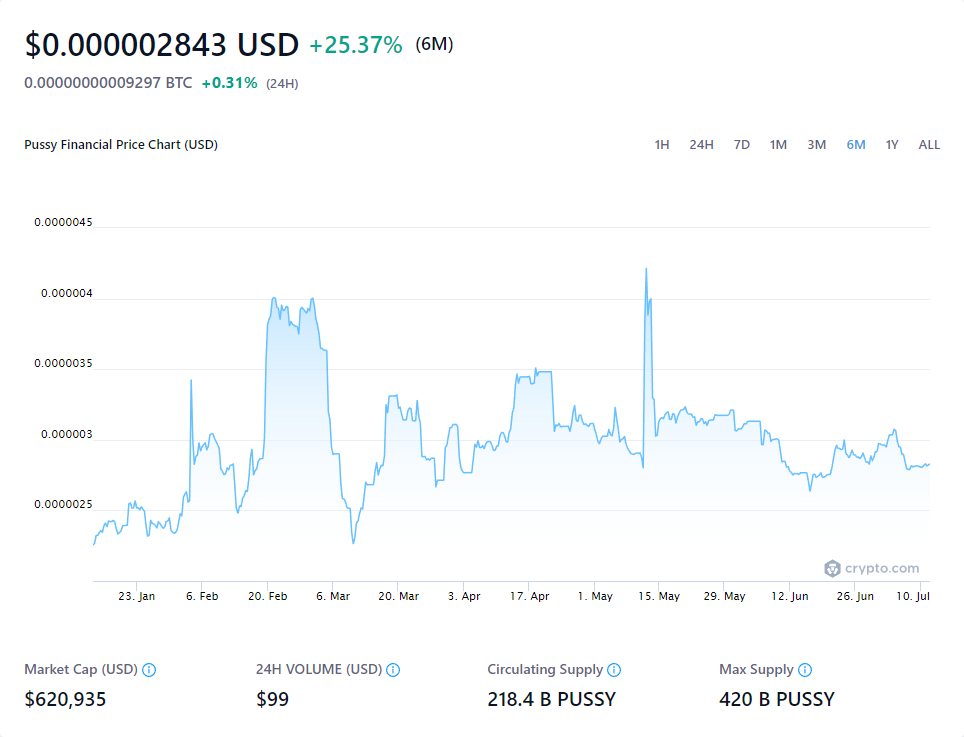 $0.000002843 USD +25.37% (6M)
0.00000000009297 BTC +0.31% (24H)
Pussy Financial Price Chart (USD) 1H 24H 7D 1M 3M 6M 1Y ALL
0.0000045
0.000004
0.0000035
0.000003
0.0000025
crypto.com
23. Jan 6. Feb 20. Feb 6. Mar 20. Mar 3. Apr 17. Apr 1. May 15. May 29. May 12. Jun 26. Jun 10. Jul
Market Cap (USD) 24H VOLUME (USD) Circulating Supply Max Supply
$620,935 $99 218.4 B PUSSY 420 B PUSSY